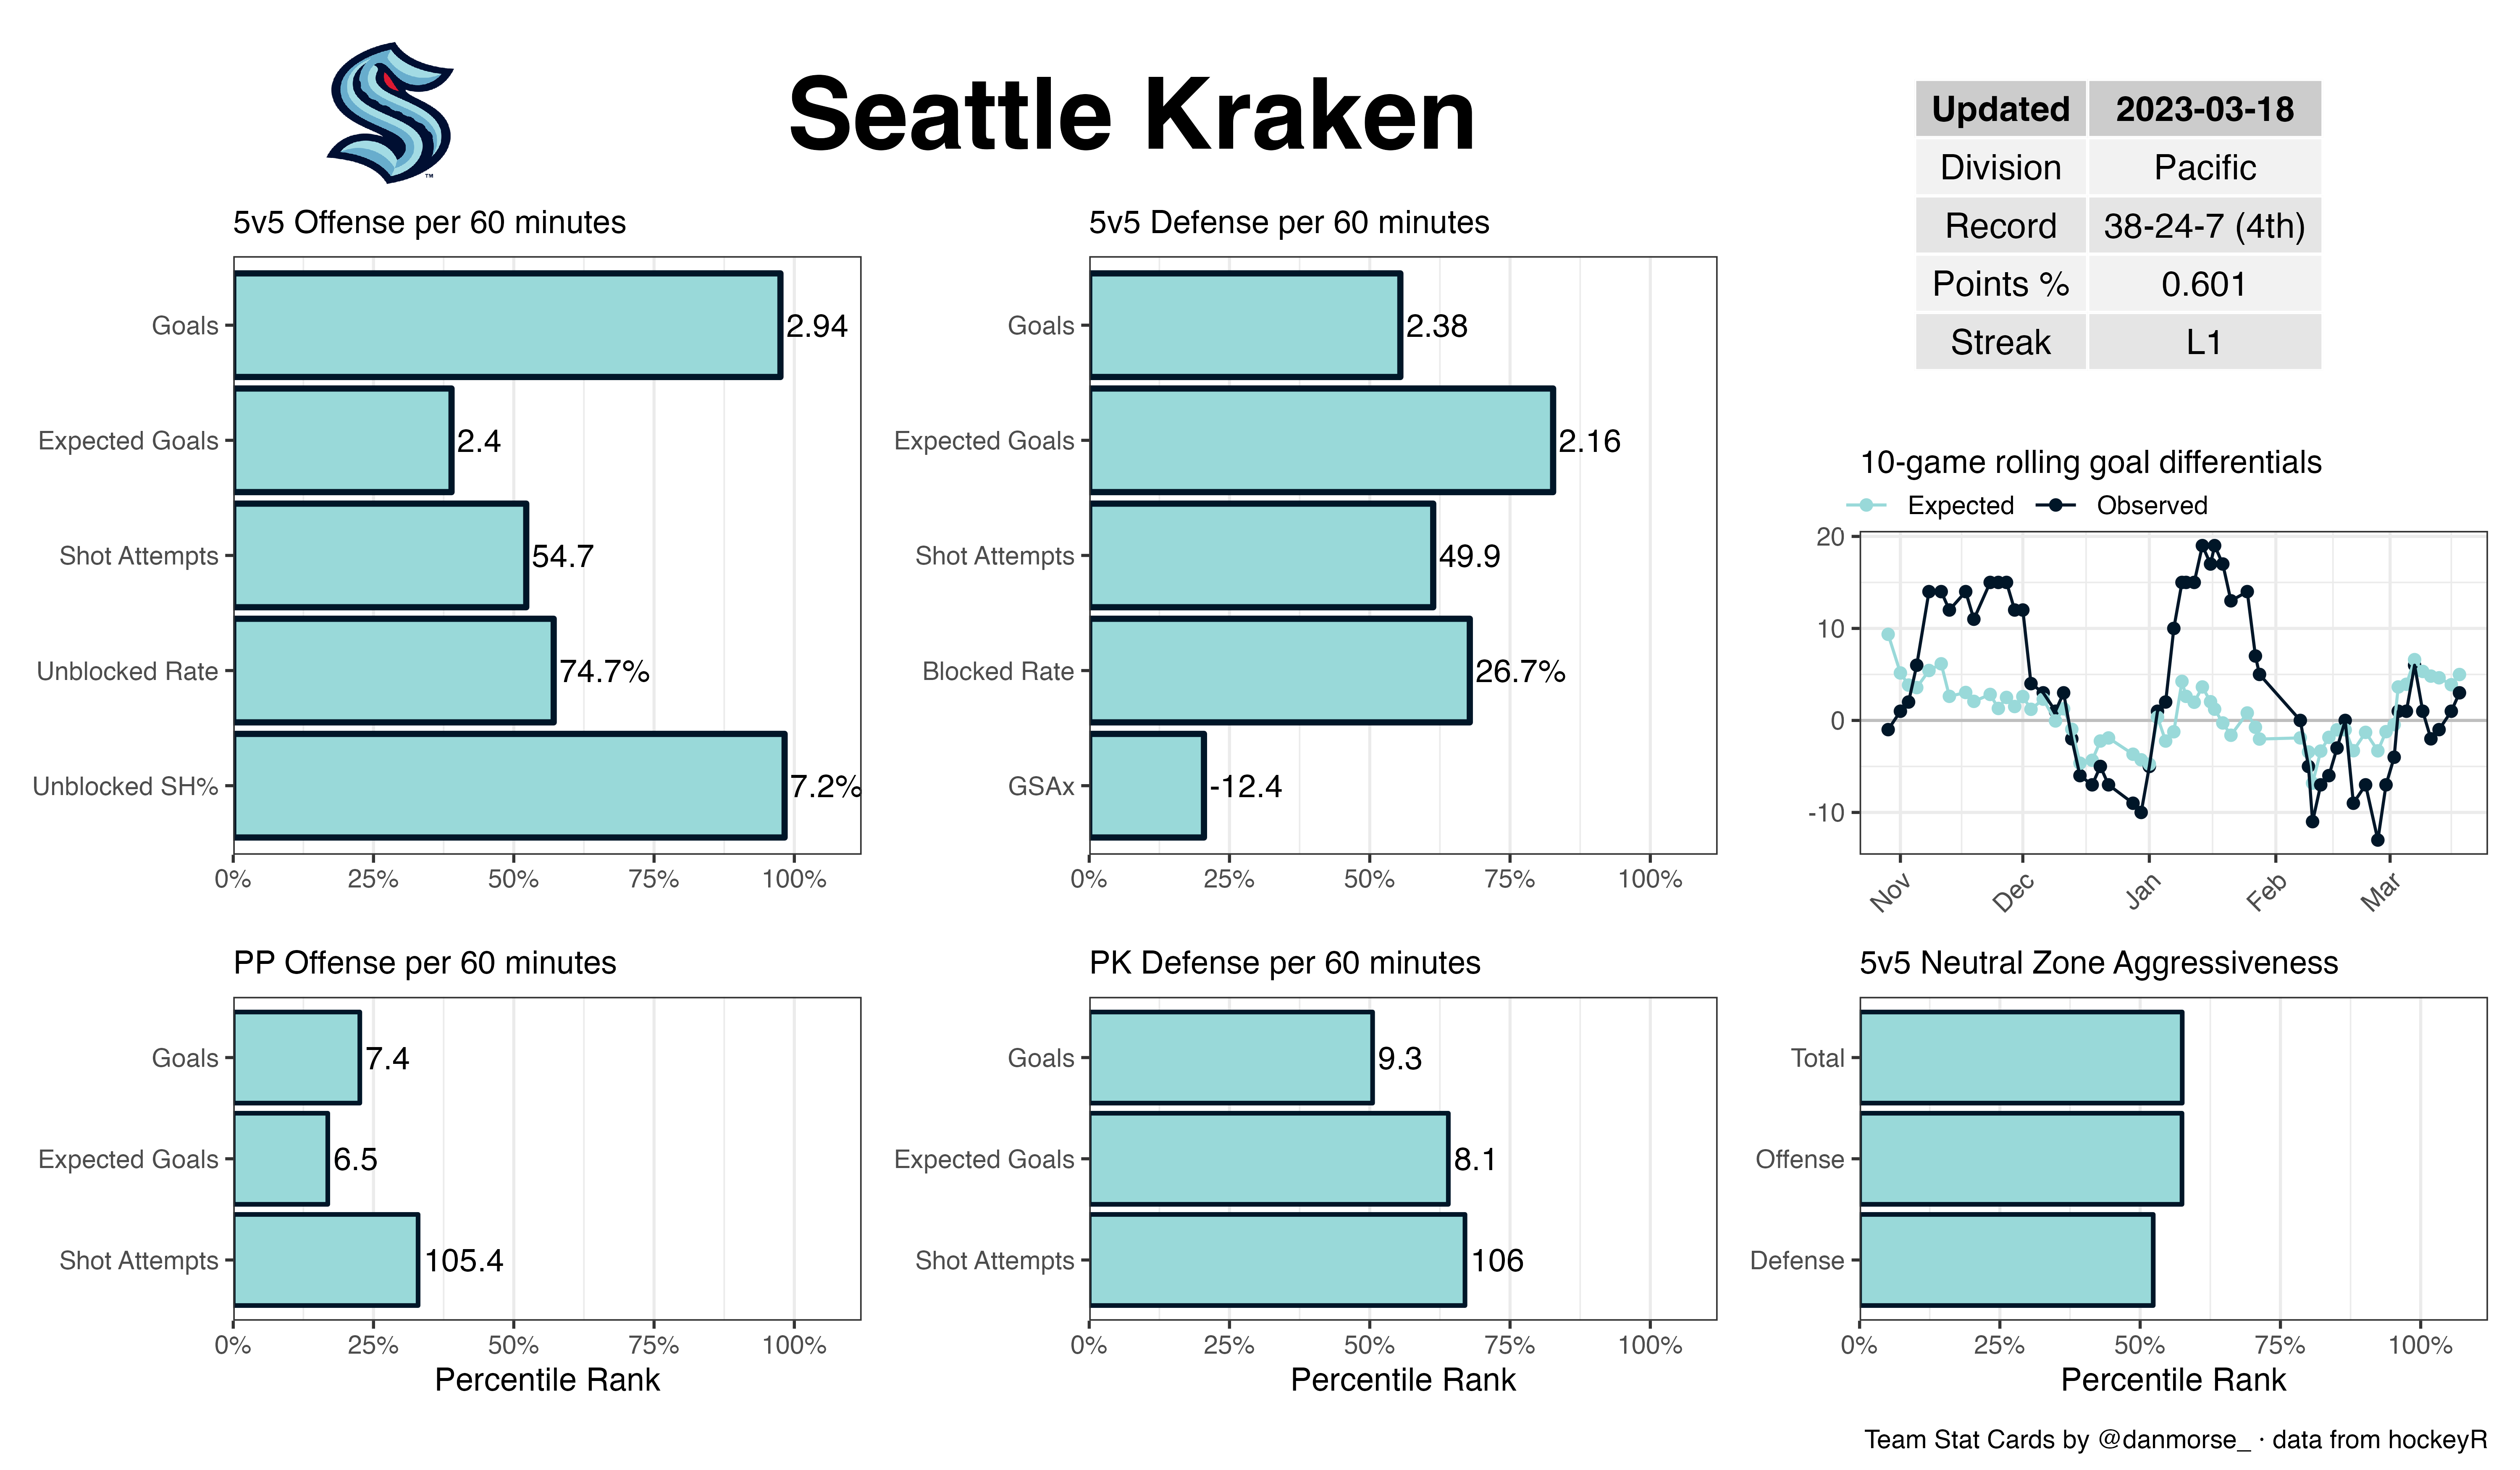 Seattle Kraken
™
Updated 2023-03-18
Division Pacific
Record 38-24-7 (4th)
Points % 0.601
Streak L1
5v5 Offense per 60 minutes
Goals 2.94
Expected Goals 2.4
Shot Attempts 54.7
Unblocked Rate 74.7%
Unblocked SH% 7.2%
0% 25% 50% 75% 100%
5v5 Defense per 60 minutes
Goals 2.38
Expected Goals 2.16
Shot Attempts 49.9
Blocked Rate 26.7%
GSAx -12.4
0% 25% 50% 75% 100%
10-game rolling goal differentials
Expected Observed
20
10
0
-10
Nov Dec Jan Feb Mar
PP Offense per 60 minutes
Goals 7.4
Expected Goals 6.5
Shot Attempts 105.4
0% 25% 50% 75% 100%
Percentile Rank
PK Defense per 60 minutes
Goals 9.3
Expected Goals 8.1
Shot Attempts 106
0% 25% 50% 75% 100%
Percentile Rank
5v5 Neutral Zone Aggressiveness
Total
Offense
Defense
0% 25% 50% 75% 100%
Percentile Rank
Team Stat Cards by @danmorse_ · data from hockeyR